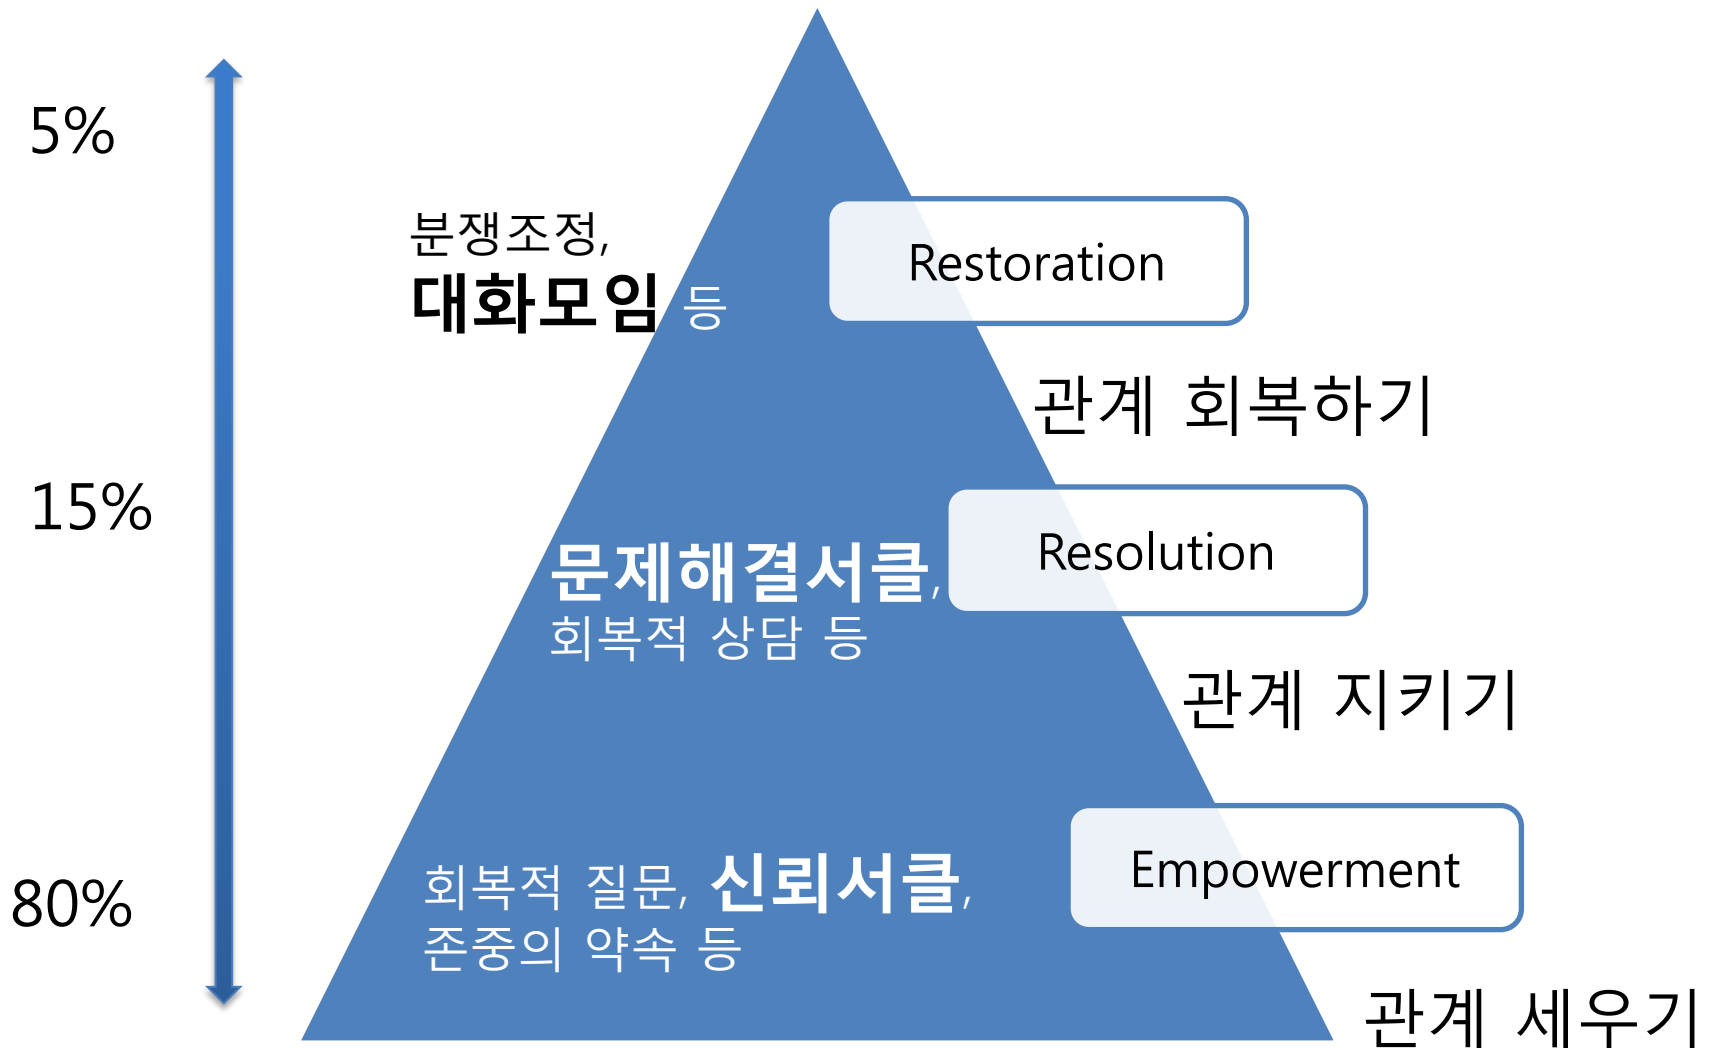 5%
분쟁조정,
대화모임 등
Restoration
관계 회복하기
15%
문제해결서클,
회복적 상담 등
Resolution
관계 지키기
80%
회복적 질문, 신뢰서클,
존중의 약속 등
Empowerment
관계 세우기